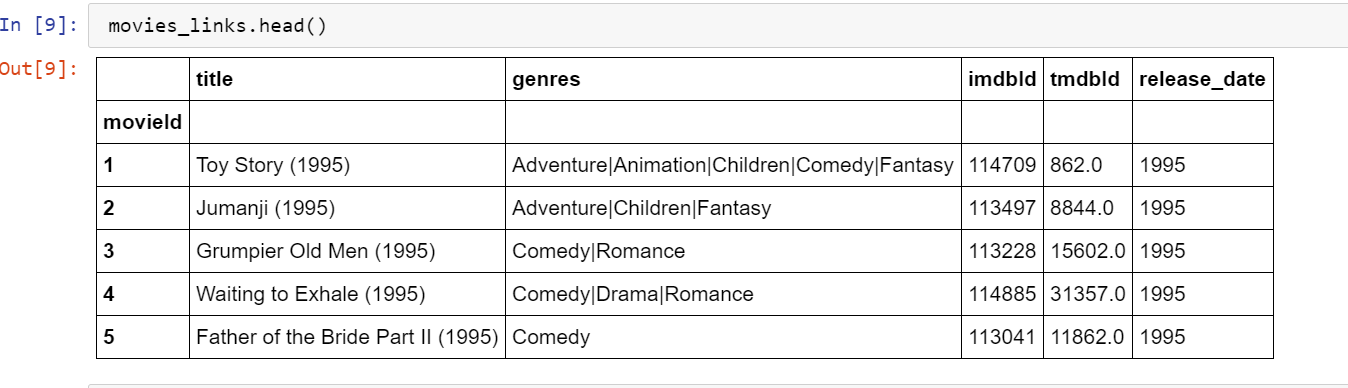 In [9]: movies_links.head()
Out[9]:
title genres imdbId tmdbId release_date
movieId
1 Toy Story (1995) Adventure|Animation|Children|Comedy|Fantasy 114709 862.0 1995
2 Jumanji (1995) Adventure|Children|Fantasy 113497 8844.0 1995
3 Grumpier Old Men (1995) Comedy|Romance 113228 15602.0 1995
4 Waiting to Exhale (1995) Comedy|Drama|Romance 114885 31357.0 1995
5 Father of the Bride Part II (1995) Comedy 113041 11862.0 1995